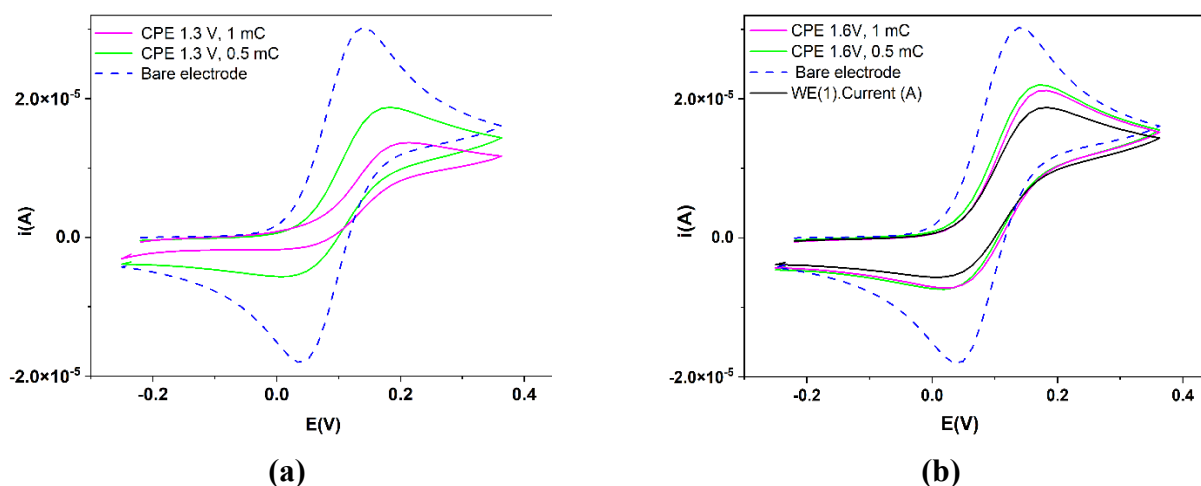 CPE 1.3 V, 1 mC
CPE 1.3 V, 0.5 mC
Bare electrode
2.0×10⁻⁵
0.0
-2.0×10⁻⁵
i(A)
-0.2 0.0 0.2 0.4
E(V)
(a)
CPE 1.6V, 1 mC
CPE 1.6V, 0.5 mC
Bare electrode
WE(1).Current (A)
2.0×10⁻⁵
0.0
-2.0×10⁻⁵
i(A)
-0.2 0.0 0.2 0.4
E(V)
(b)